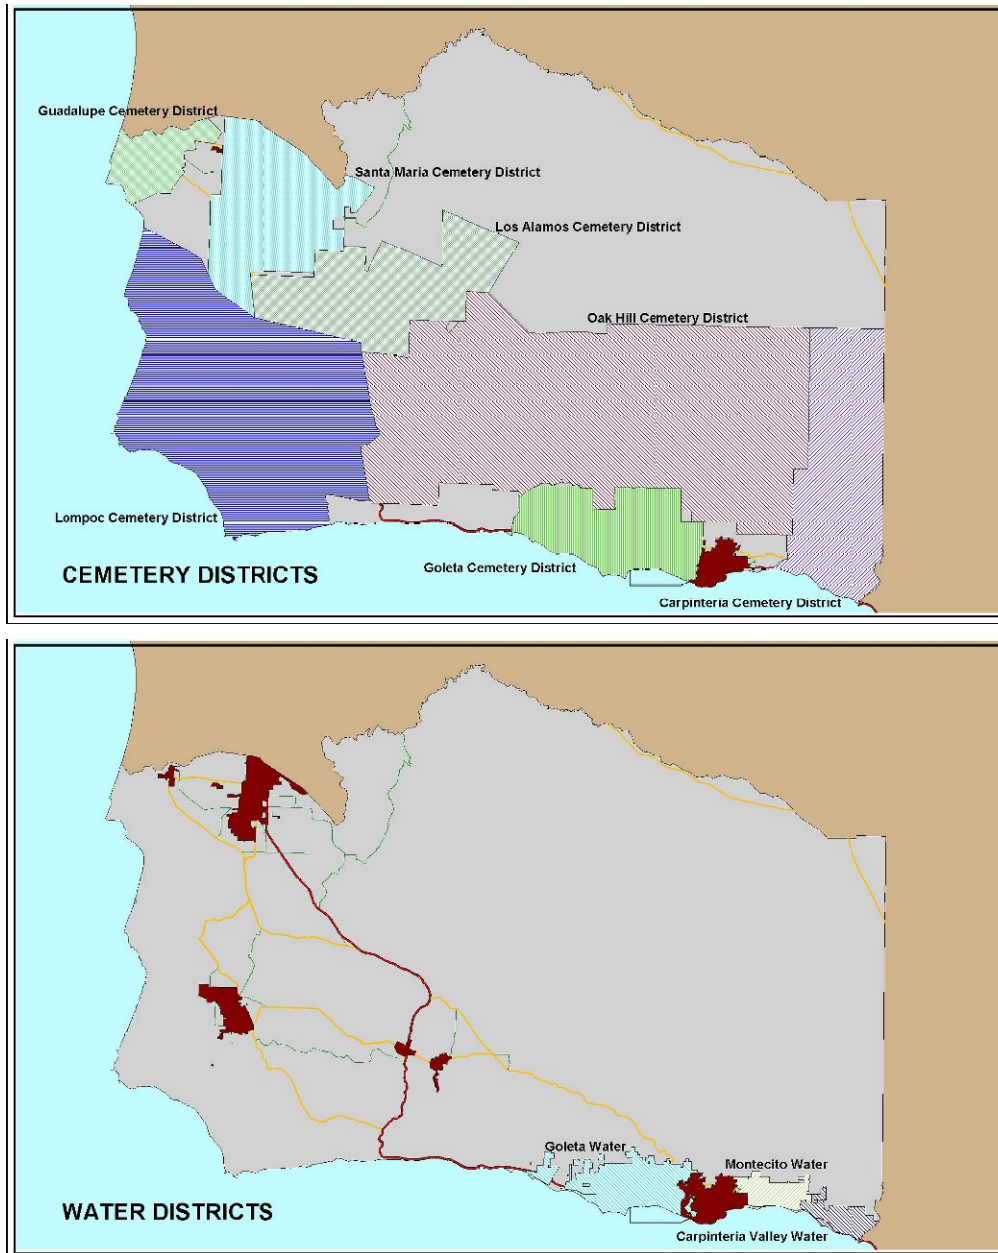 Guadalupe Cemetery District
Santa Maria Cemetery District
Los Alamos Cemetery District
Oak Hill Cemetery District
Lompoc Cemetery District
Goleta Cemetery District
CEMETERY DISTRICTS
Carpinteria Cemetery District
Goleta Water
Montecito Water
WATER DISTRICTS
Carpinteria Valley Water